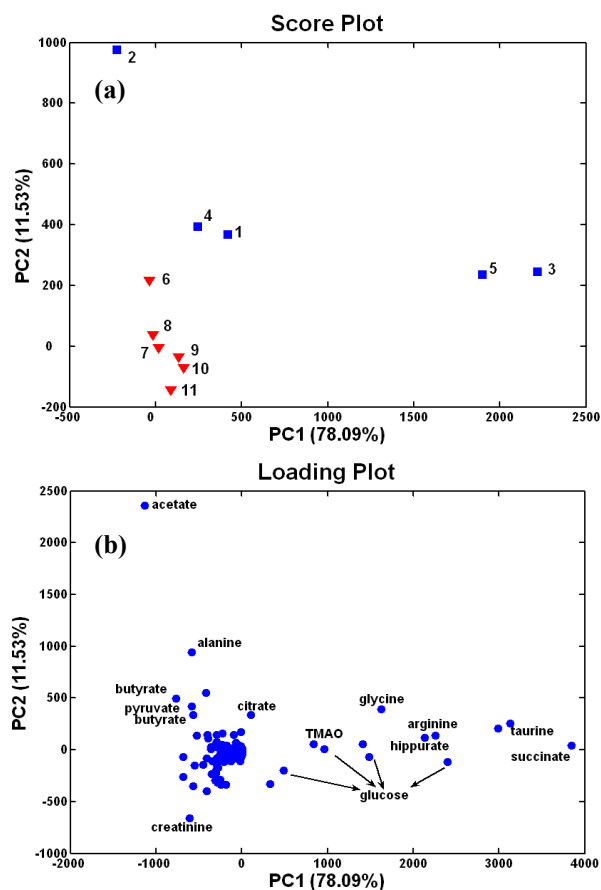 Score Plot
1000
800
600
400
200
0
-200
PC2 (11.53%)
(a)
2
4
1
5
3
6
8
7
9
10
11
-500
0
500
1000
1500
2000
2500
PC1 (78.09%)
Loading Plot
2500
2000
1500
1000
500
0
-500
-1000
PC2 (11.53%)
acetate
(b)
alanine
butyrate
pyruvate
butyrate
citrate
glycine
TMAO
arginine
hippurate
taurine
succinate
glucose
creatinine
-2000
-1000
0
1000
2000
3000
4000
PC1 (78.09%)